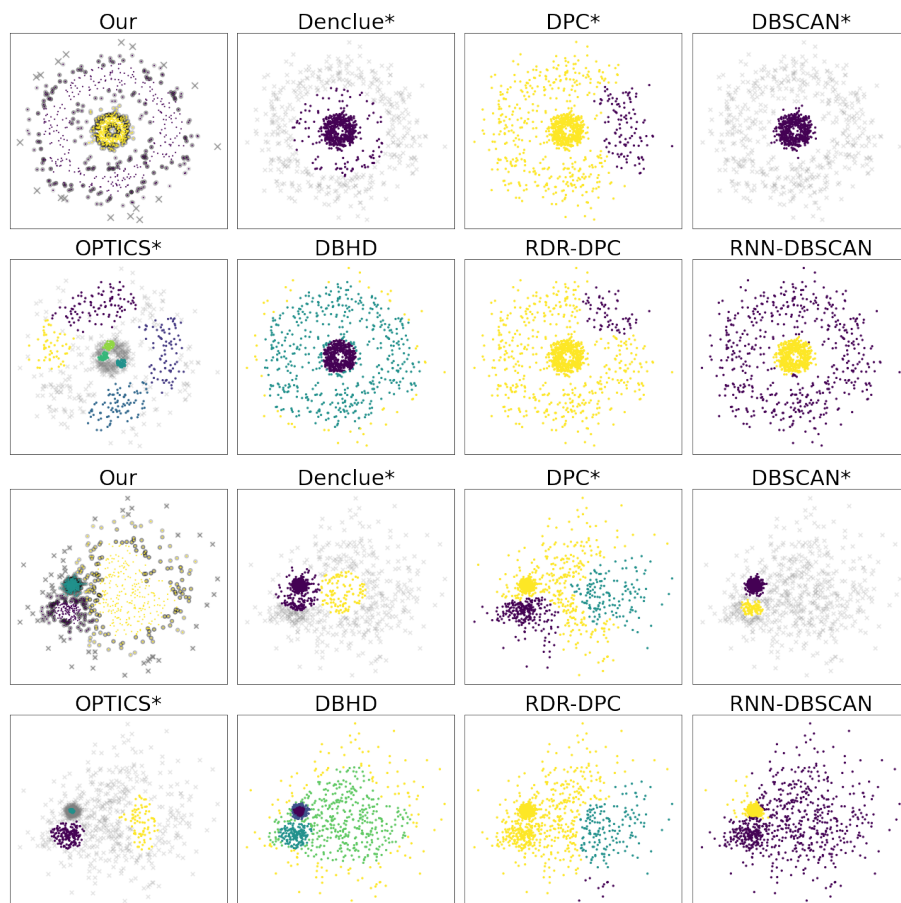 Our Denclue* DPC* DBSCAN*
OPTICS* DBHD RDR-DPC RNN-DBSCAN
Our Denclue* DPC* DBSCAN*
OPTICS* DBHD RDR-DPC RNN-DBSCAN